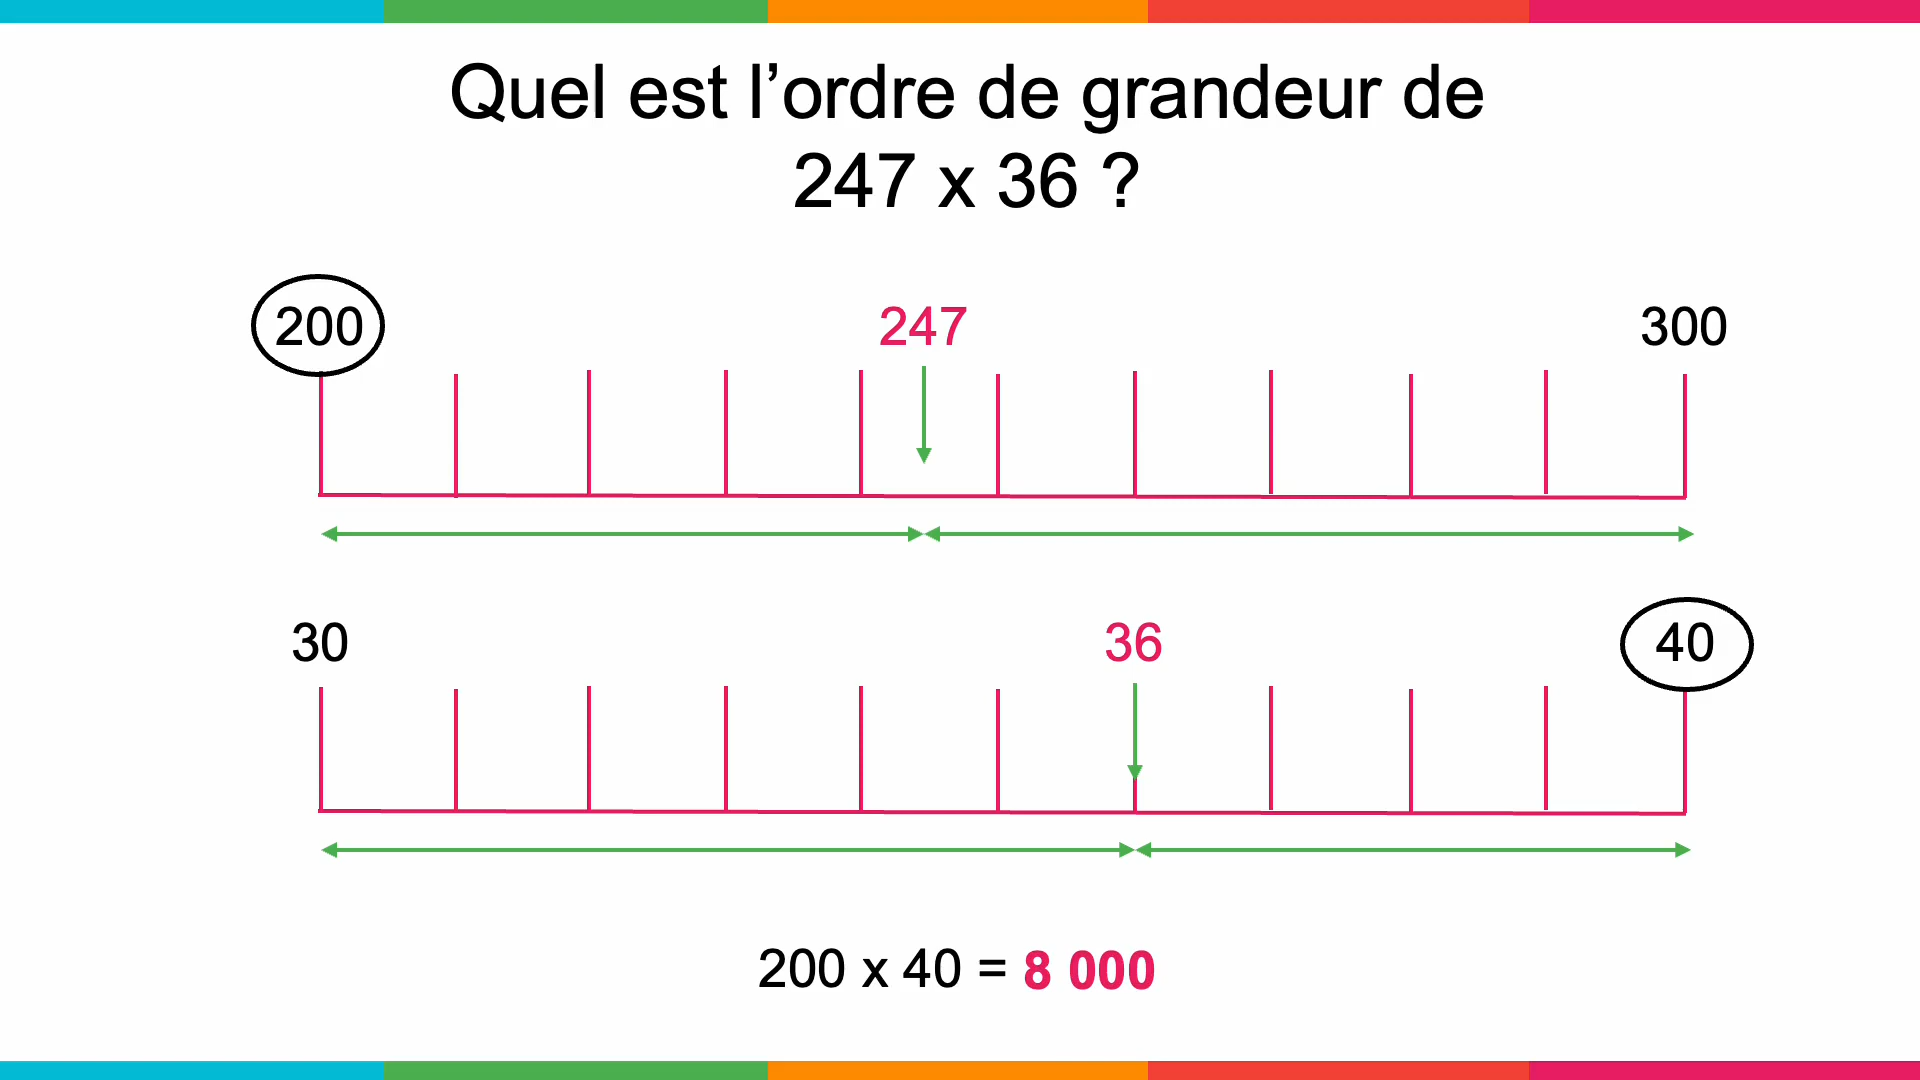 Quel est l’ordre de grandeur de
247 x 36 ?
200 247 300
30 36 40
200 x 40 = 8 000